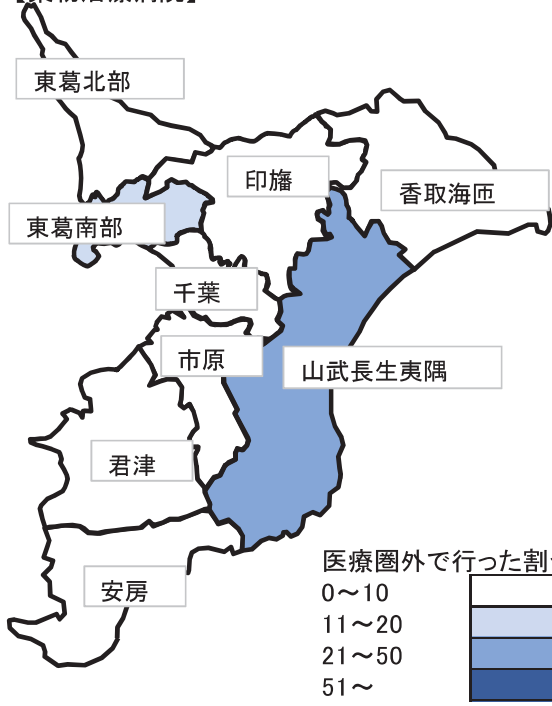 東葛北部
印旛
香取海匝
東葛南部
千葉
市原
山武長生夷隅
君津
安房
医療圏外で行った割
0～10
11～20
21～50
51～